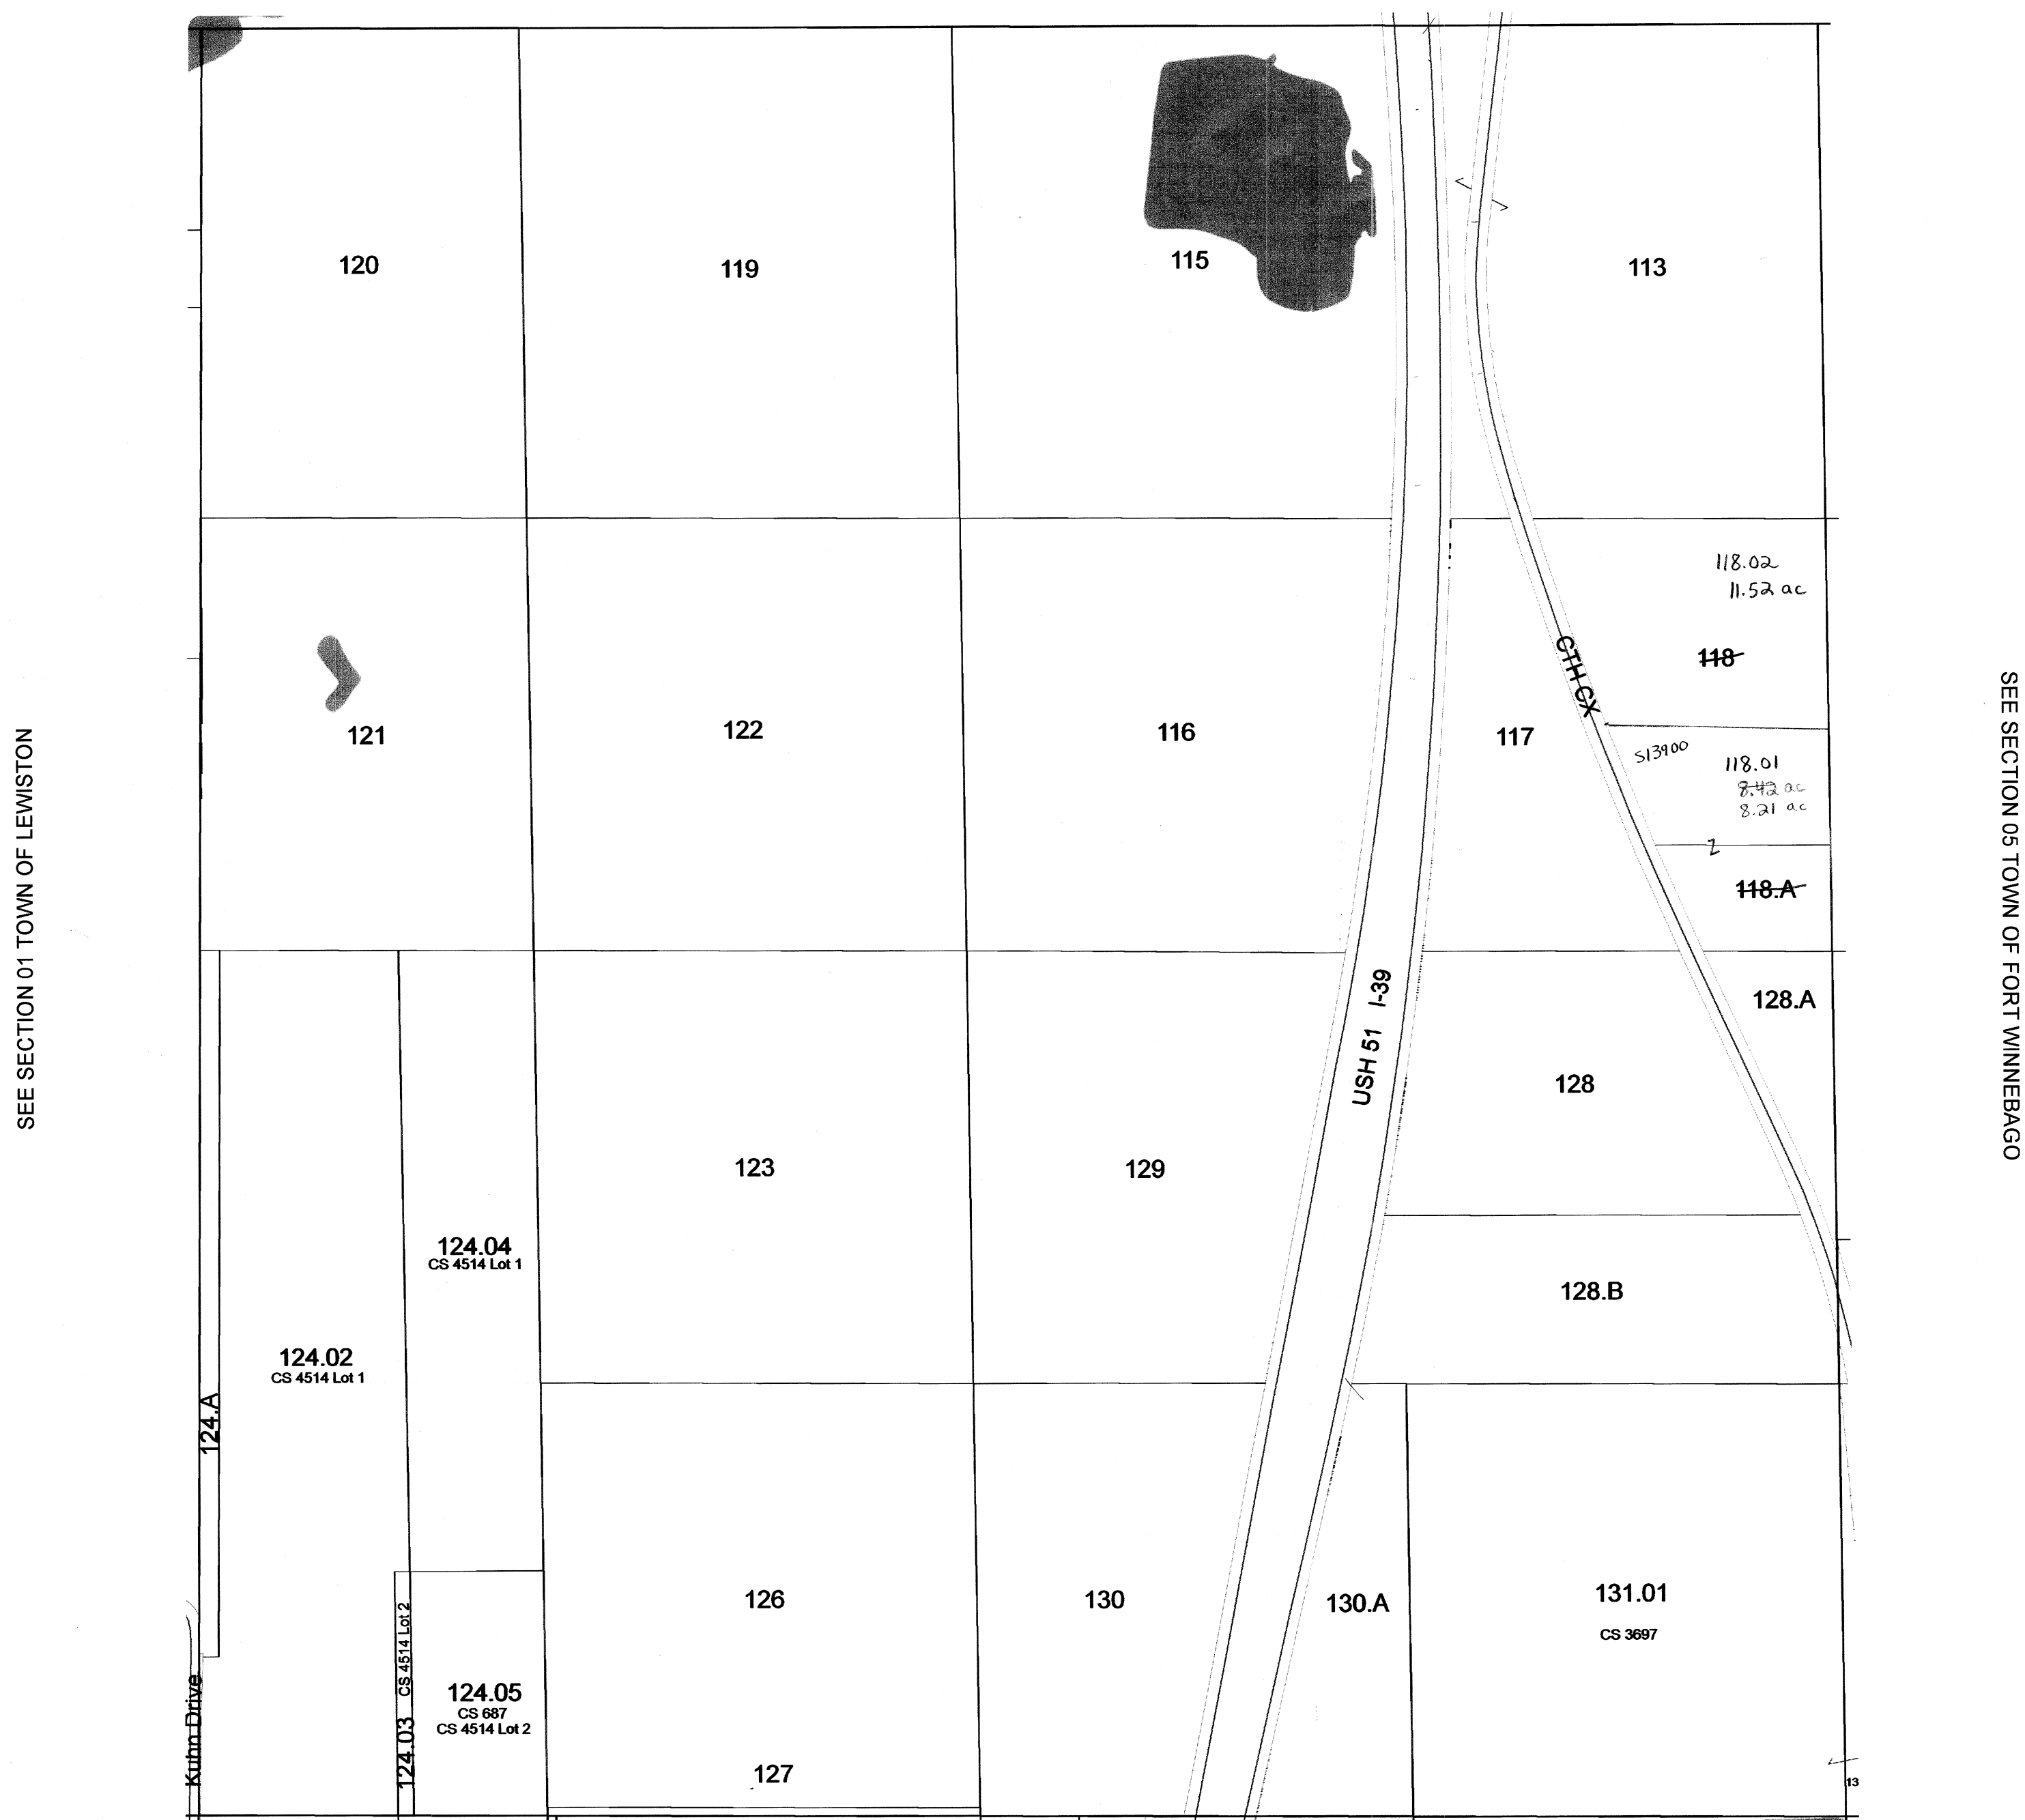 120
119
115
113
118.02
11.52 ac
118
CTH CX
121
122
116
117
S13900
118.01
8.42 ac
8.21 ac
118.A
SEE SECTION 01 TOWN OF LEWISTON
SEE SECTION 05 TOWN OF FORT WINNEBAGO
USH 51 I-39
128.A
128
123
129
124.04
CS 4514 Lot 1
128.B
124.02
CS 4514 Lot 1
124.A
126
130
130.A
131.01
CS 3697
124.03 CS 4514 Lot 2
124.05
CS 687
CS 4514 Lot 2
Kuhn Drive
127
13